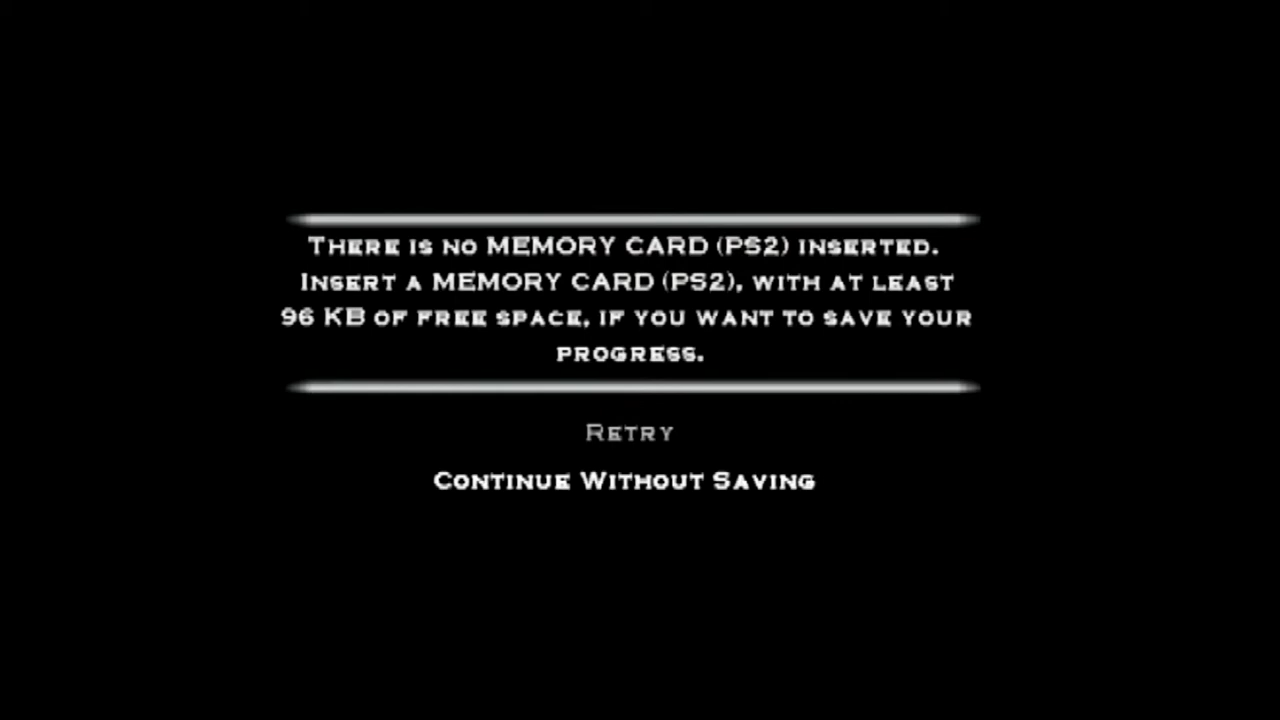 There is no MEMORY CARD (PS2) inserted.
Insert a MEMORY CARD (PS2), with at least
96 KB of free space, if you want to save your
progress.
Retry
Continue Without Saving